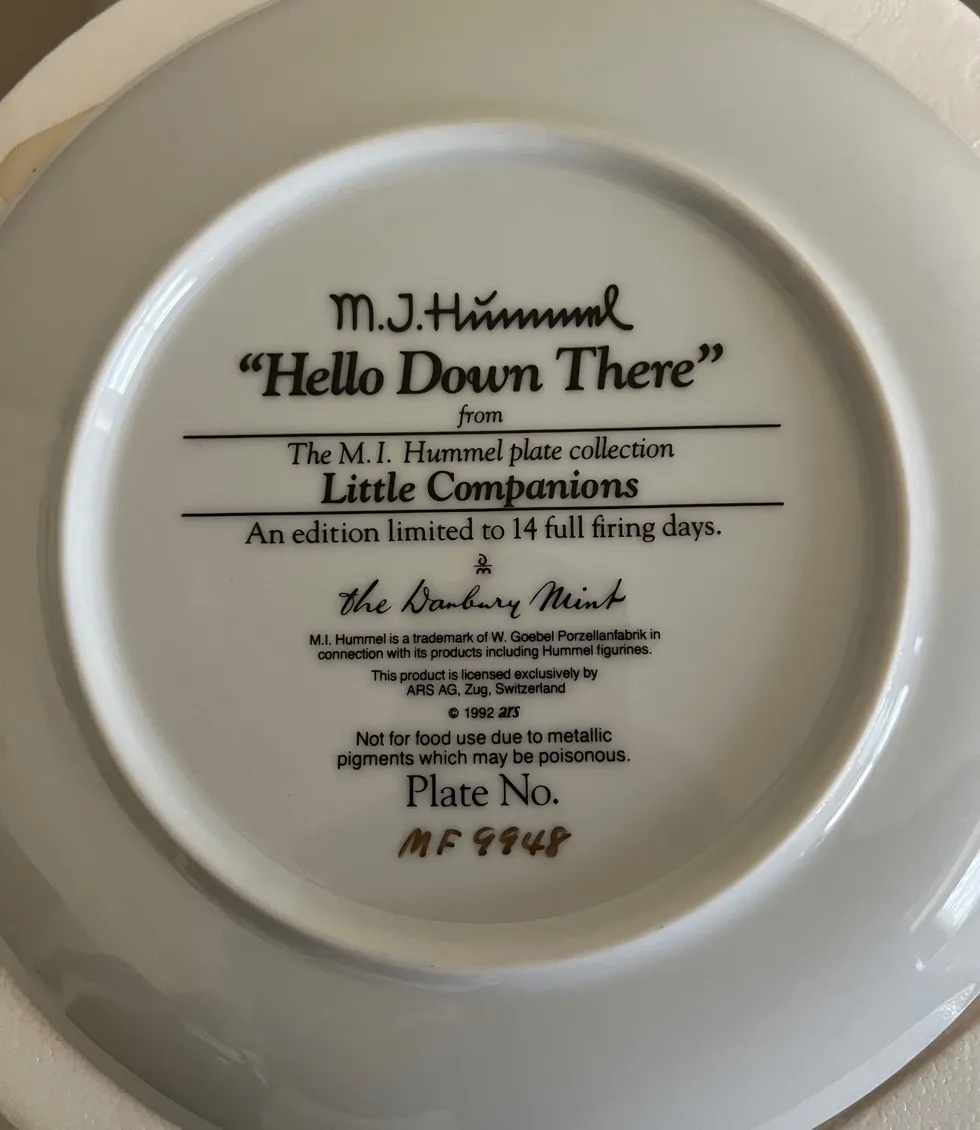 M.J.Hummel
“Hello Down There”
from
The M. I. Hummel plate collection
Little Companions
An edition limited to 14 full firing days.
the Danbury Mint
M.I. Hummel is a trademark of W. Goebel Porzellanfabrik in
connection with its products including Hummel figurines.
This product is licensed exclusively by
ARS AG, Zug, Switzerland
© 1992 ars
Not for food use due to metallic
pigments which may be poisonous.
Plate No.
MF 9948